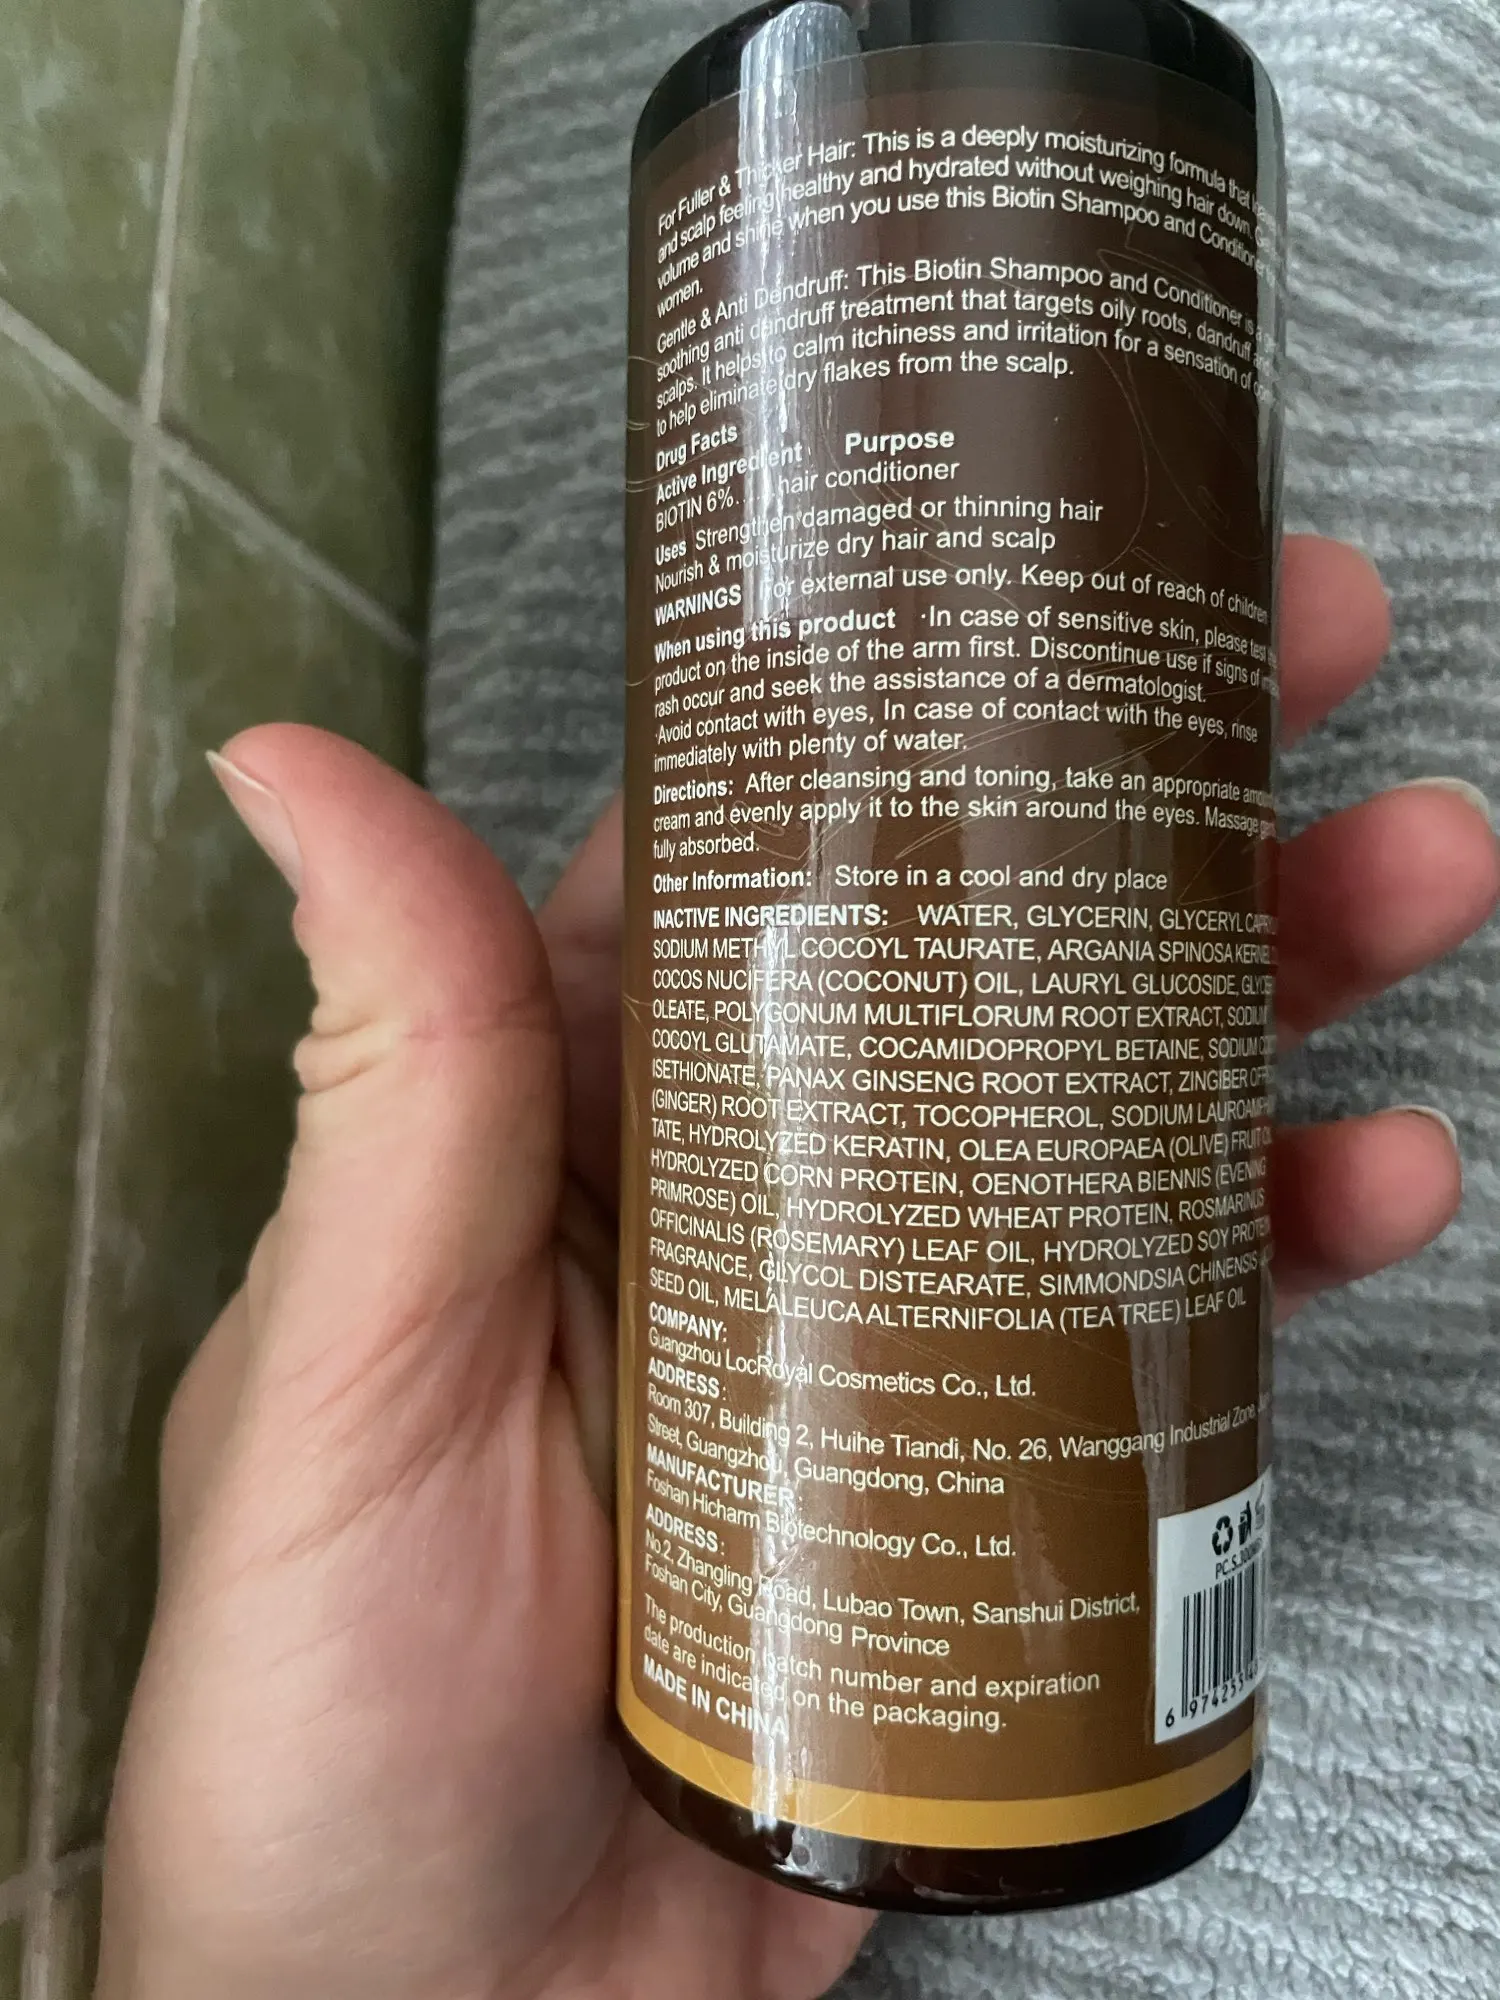 For Fuller & Thicker Hair: This is a deeply moisturizing formula that
and scalp feeling healthy and hydrated without weighing hair down.
volume and shine when you use this Biotin Shampoo and Conditioner
women.
Gentle & Anti Dendruff: This Biotin Shampoo and Conditioner is a
soothing anti dandruff treatment that targets oily roots, dandruff
scalps. It helps to calm itchiness and irritation for a sensation of
to help eliminate dry flakes from the scalp.
Drug Facts
Active Ingredient Purpose
BIOTIN 6%..... hair conditioner
Uses Strengthen damaged or thinning hair
Nourish & moisturize dry hair and scalp
WARNINGS For external use only. Keep out of reach of children
When using this product ·In case of sensitive skin, please test
product on the inside of the arm first. Discontinue use if signs of
rash occur and seek the assistance of a dermatologist.
·Avoid contact with eyes, In case of contact with the eyes, rinse
immediately with plenty of water.
Directions: After cleansing and toning, take an appropriate
cream and evenly apply it to the skin around the eyes. Massage
fully absorbed.
Other Information: Store in a cool and dry place
INACTIVE INGREDIENTS: WATER, GLYCERIN, GLYCERYL
SODIUM METHYL COCOYL TAURATE, ARGANIA SPINOSA KERNEL
COCOS NUCIFERA (COCONUT) OIL, LAURYL GLUCOSIDE,
OLEATE, POLYGONUM MULTIFLORUM ROOT EXTRACT, SODIUM
COCOYL GLUTAMATE, COCAMIDOPROPYL BETAINE, SODIUM
ISETHIONATE, PANAX GINSENG ROOT EXTRACT, ZINGIBER
(GINGER) ROOT EXTRACT, TOCOPHEROL, SODIUM
TATE, HYDROLYZED KERATIN, OLEA EUROPAEA (OLIVE) FRUIT
HYDROLYZED CORN PROTEIN, OENOTHERA BIENNIS (EVENING
PRIMROSE) OIL, HYDROLYZED WHEAT PROTEIN, ROSMARINUS
OFFICINALIS (ROSEMARY) LEAF OIL, HYDROLYZED SOY PROTEIN
FRAGRANCE, GLYCOL DISTEARATE, SIMMONDSIA CHINENSIS
SEED OIL, MELALEUCA ALTERNIFOLIA (TEA TREE) LEAF OIL
COMPANY:
Guangzhou LocRoyal Cosmetics Co., Ltd.
ADDRESS:
Room 307, Building 2, Huihe Tiandi, No. 26, Wanggang Industrial Zone,
Street, Guangzhou, Guangdong, China
MANUFACTURER:
Foshan Hicharm Biotechnology Co., Ltd.
ADDRESS:
No.2, Zhangling Road, Lubao Town, Sanshui District,
Foshan City, Guangdong Province
The production batch number and expiration
date are indicated on the packaging.
MADE IN CHINA